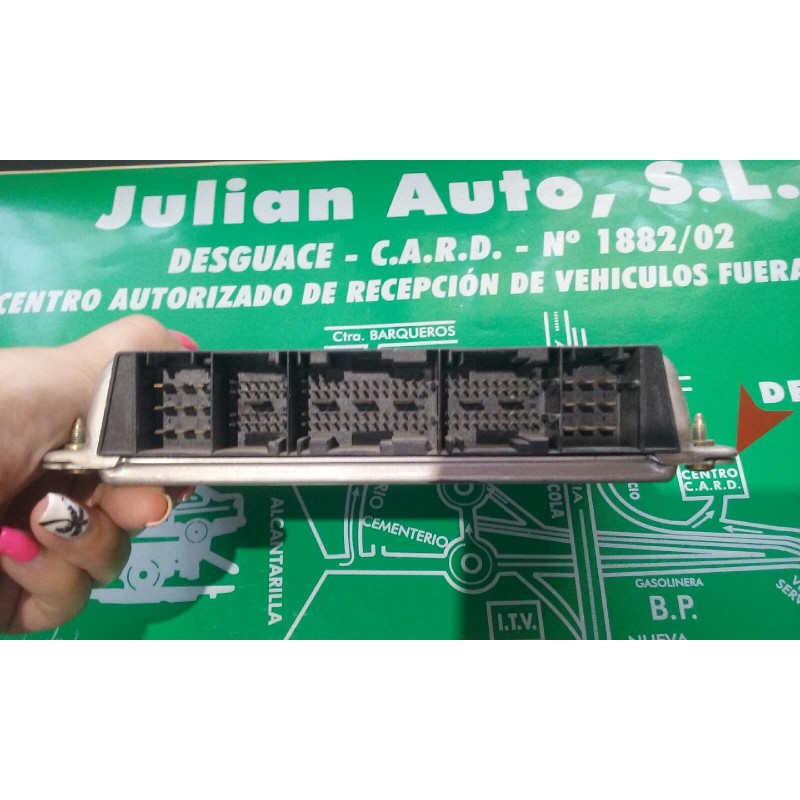 Julian Auto, S.L.
DESGUACE - C.A.R.D. - Nº 1882/02
CENTRO AUTORIZADO DE RECEPCIÓN DE VEHICULOS FUERA
Ctra. BARQUEROS
DE
CENTRO
C.A.R.D.
ALCANTARILLA
CEMENTERIO
GASOLINERA
B.P.
I.T.V.